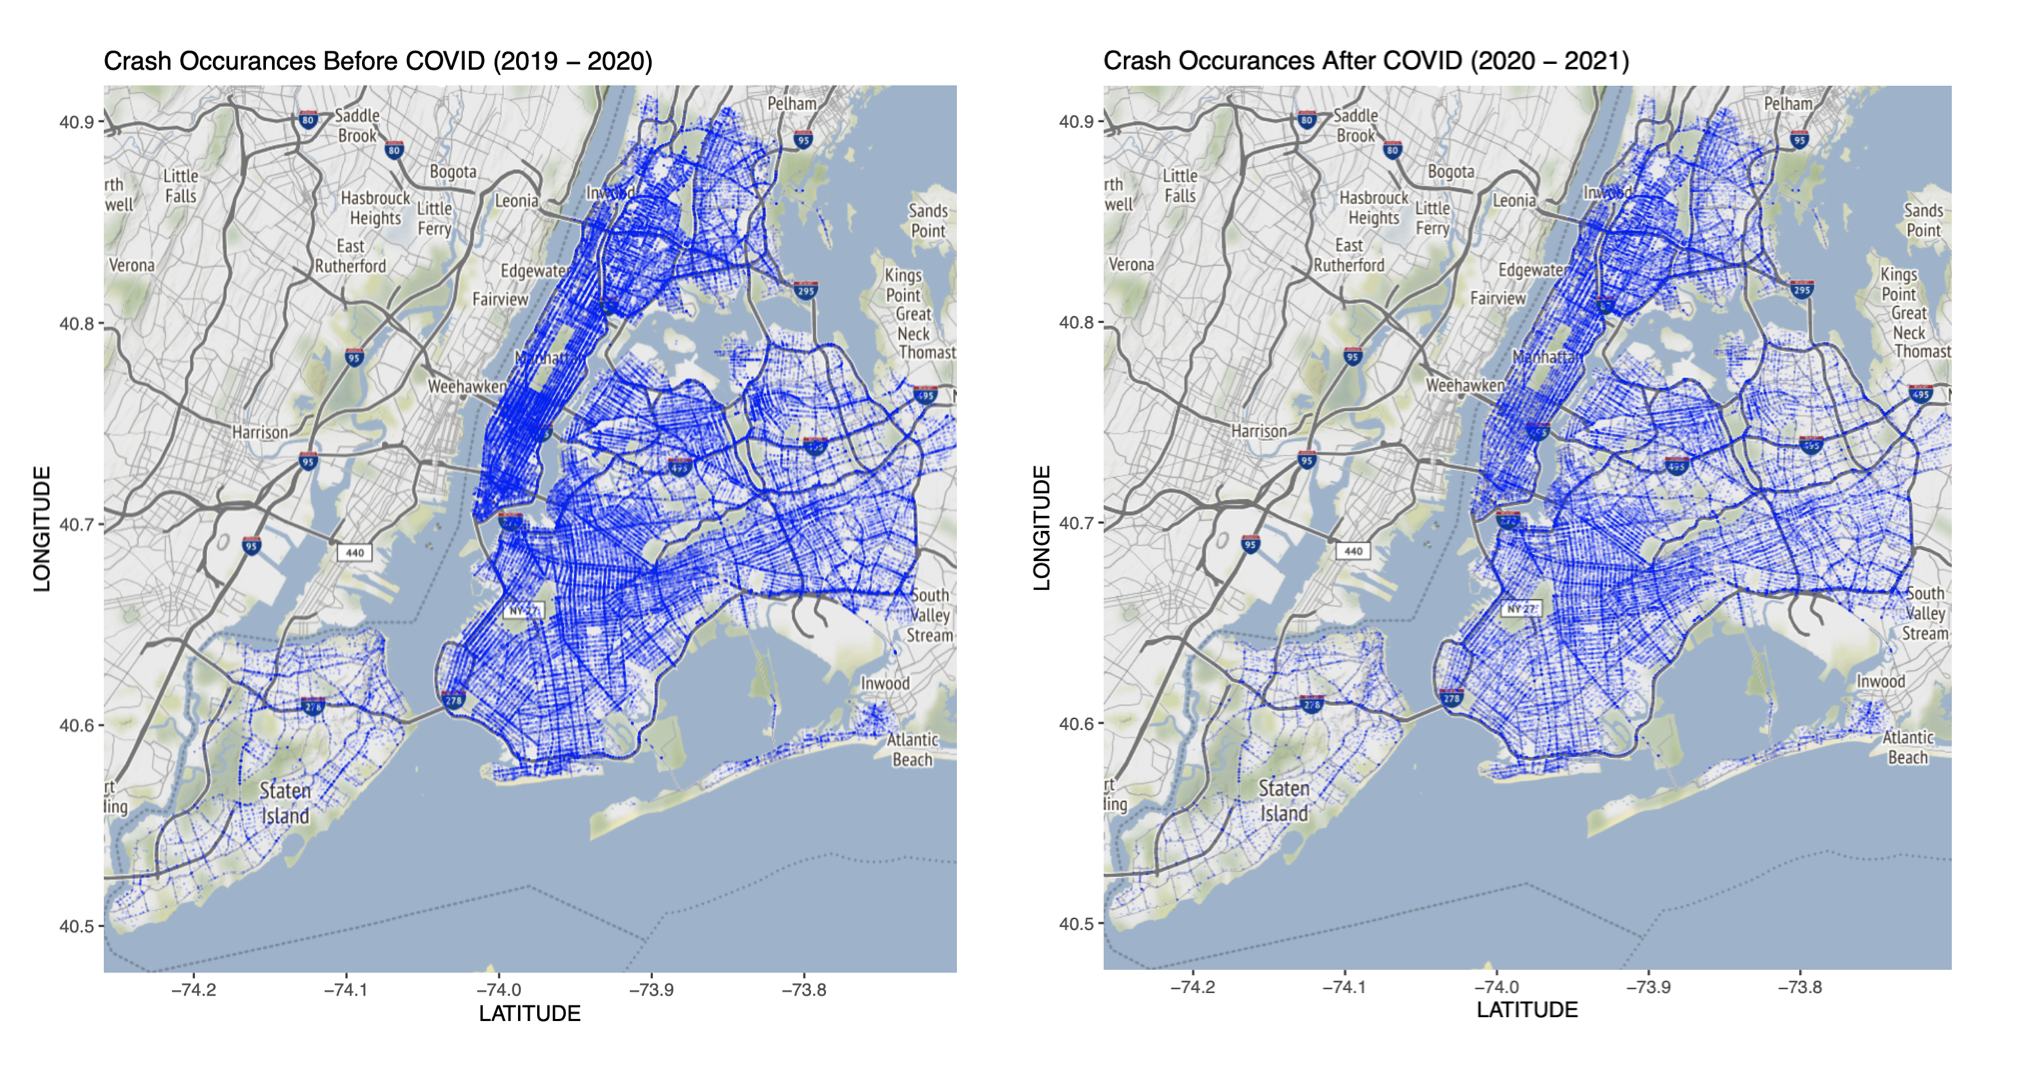 Crash Occurances Before COVID (2019 − 2020)
40.9
40.8
40.7
40.6
40.5
LONGITUDE
−74.2
−74.1
−74.0
−73.9
−73.8
LATITUDE
Pelham
80
Saddle
Brook
95
80
Bogota
Little
Falls
rth
well
Hasbrouck
Heights
Little
Ferry
Leonia
Inwood
Sands
Point
East
Rutherford
Verona
Edgewater
Fairview
Kings
Point
Great
Neck
Thomast
295
95
Manhatta
Weehawken
495
Harrison
95
495
495
95
440
NY 27
South
Valley
Stream
Inwood
278
278
Atlantic
Beach
Staten
Island
rt
ding
Crash Occurances After COVID (2020 − 2021)
40.9
40.8
40.7
40.6
40.5
LONGITUDE
−74.2
−74.1
−74.0
−73.9
−73.8
LATITUDE
Pelham
80
Saddle
Brook
95
80
Bogota
Little
Falls
rth
well
Hasbrouck
Heights
Little
Ferry
Leonia
Inwood
Sands
Point
East
Rutherford
Verona
Edgewater
Fairview
Kings
Point
Great
Neck
Thomast
295
95
Manhatta
Weehawken
495
Harrison
95
495
495
95
440
NY 27
South
Valley
Stream
Inwood
278
278
Atlantic
Beach
Staten
Island
rt
ding